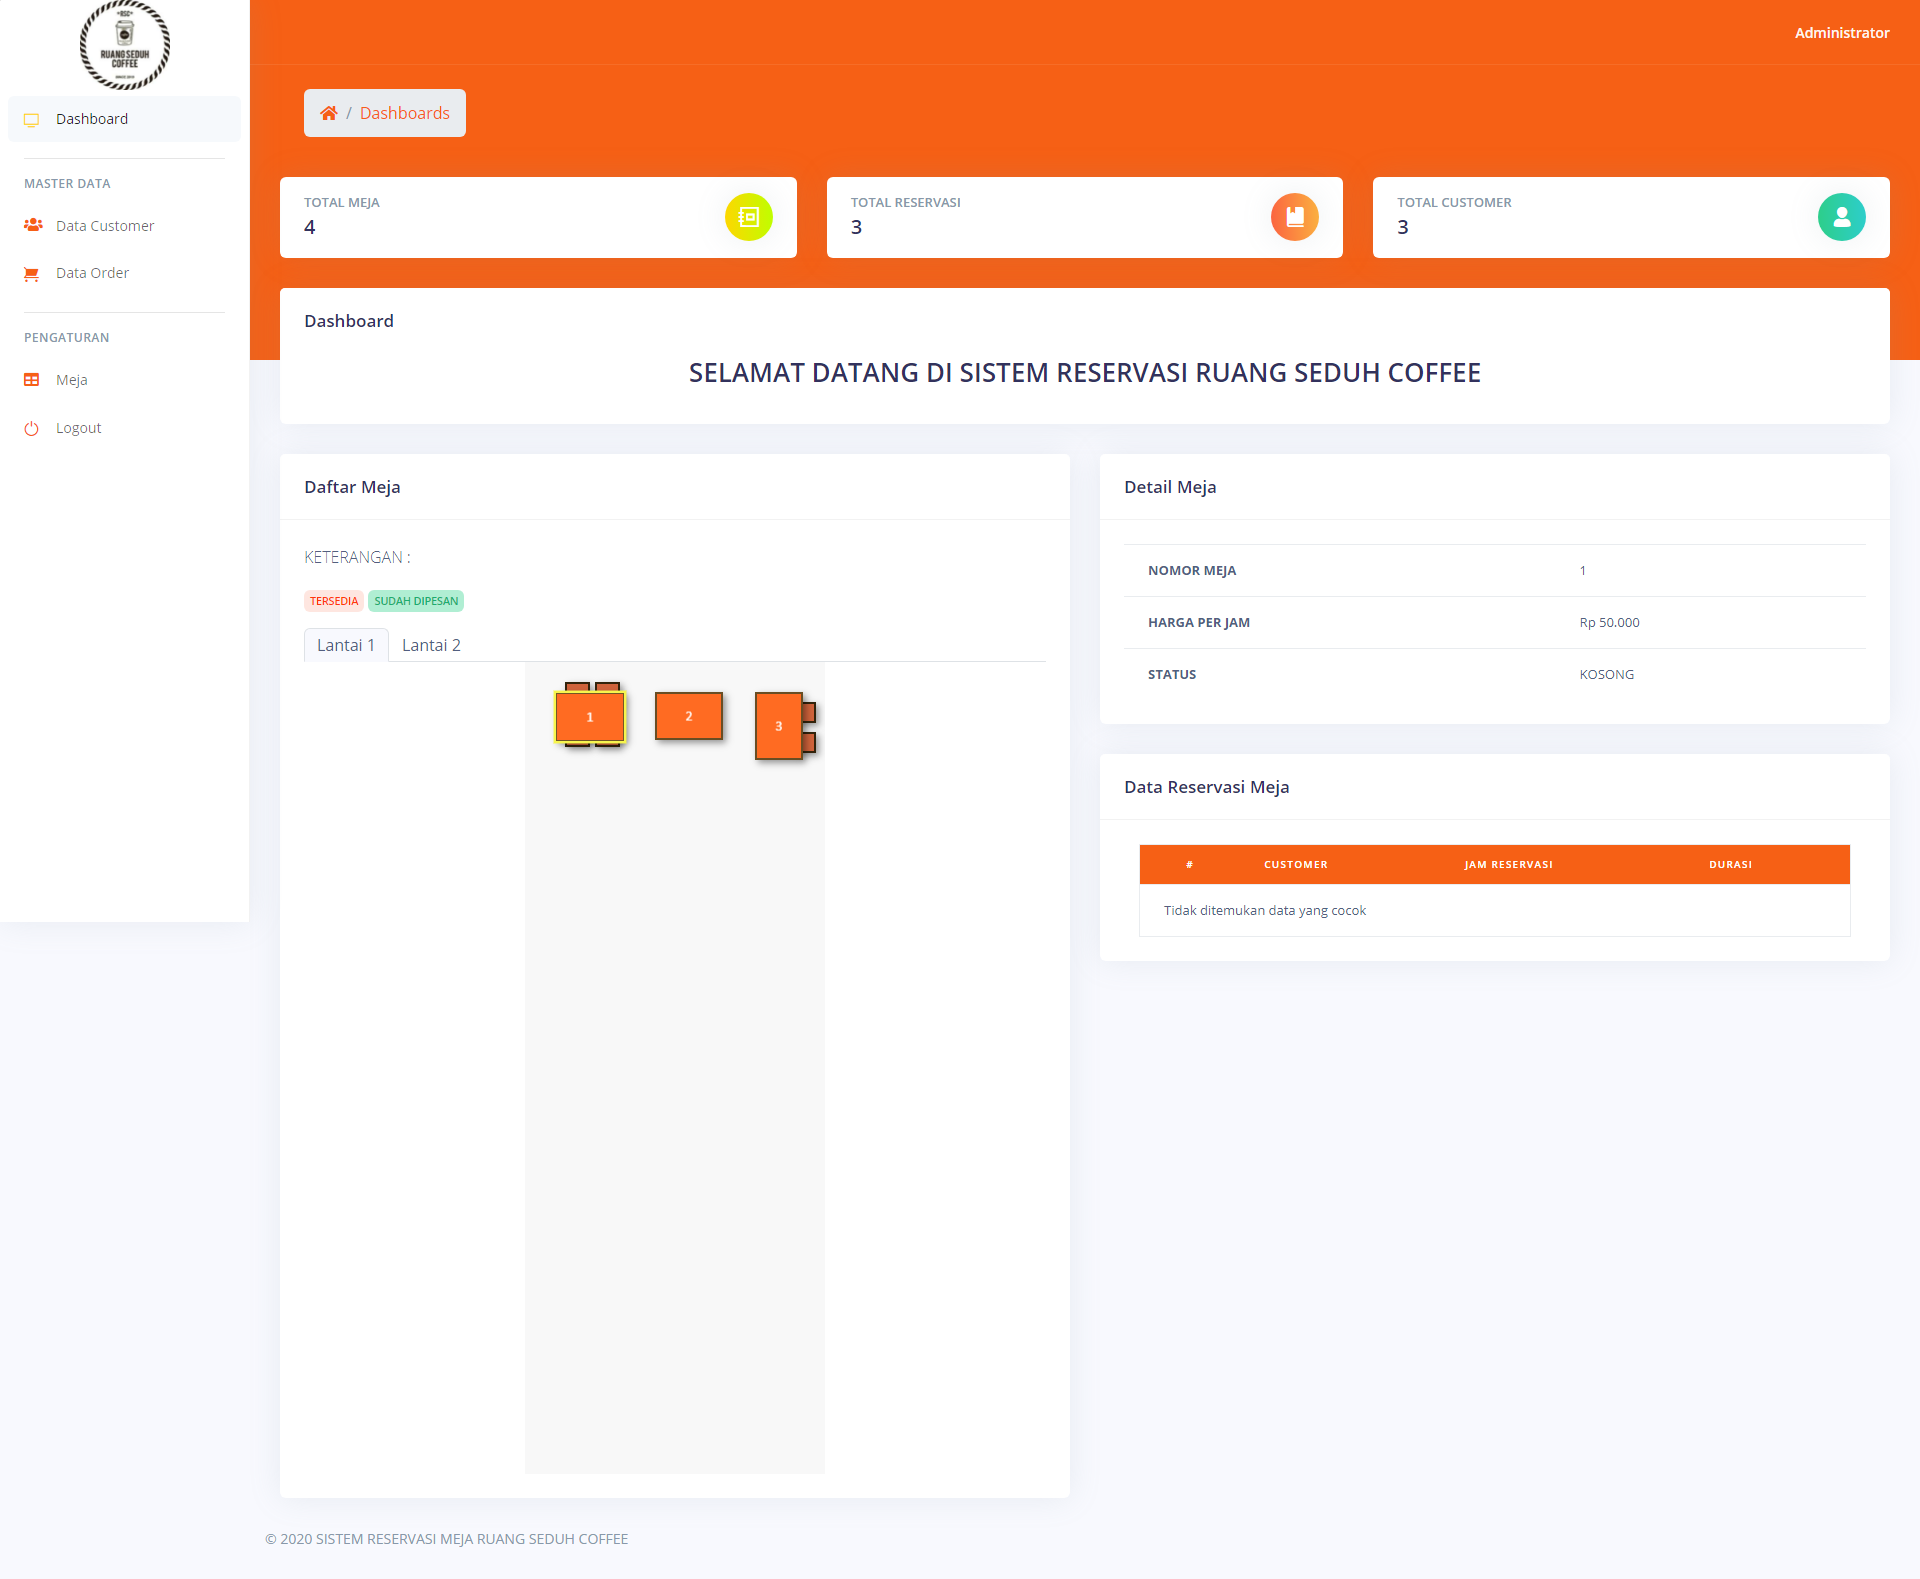 RSC
RUANG SEDUH
COFFEE
Administrator
Dashboard
/ Dashboards
MASTER DATA
Data Customer
Data Order
PENGATURAN
Meja
Logout
TOTAL MEJA
4
TOTAL RESERVASI
3
TOTAL CUSTOMER
3
Dashboard
SELAMAT DATANG DI SISTEM RESERVASI RUANG SEDUH COFFEE
Daftar Meja
KETERANGAN :
TERSEDIA SUDAH DIPESAN
Lantai 1 Lantai 2
1 2 3
Detail Meja
NOMOR MEJA 1
HARGA PER JAM Rp 50.000
STATUS KOSONG
Data Reservasi Meja
# CUSTOMER JAM RESERVASI DURASI
Tidak ditemukan data yang cocok
© 2020 SISTEM RESERVASI MEJA RUANG SEDUH COFFEE